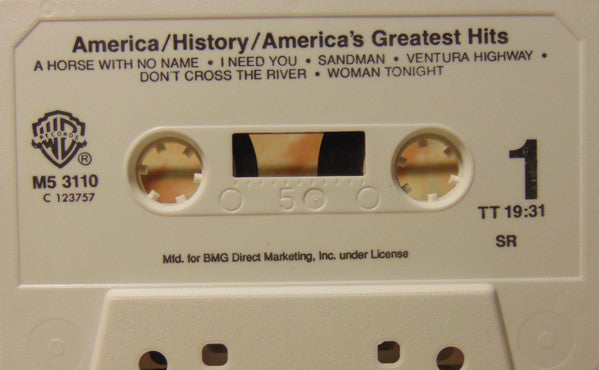 America/History/America's Greatest Hits
A HORSE WITH NO NAME • I NEED YOU • SANDMAN • VENTURA HIGHWAY •
DON'T CROSS THE RIVER • WOMAN TONIGHT
WB
RECORDS
®
M5 3110
C 123757
50
1
TT 19:31
SR
Mfd. for BMG Direct Marketing, Inc. under License